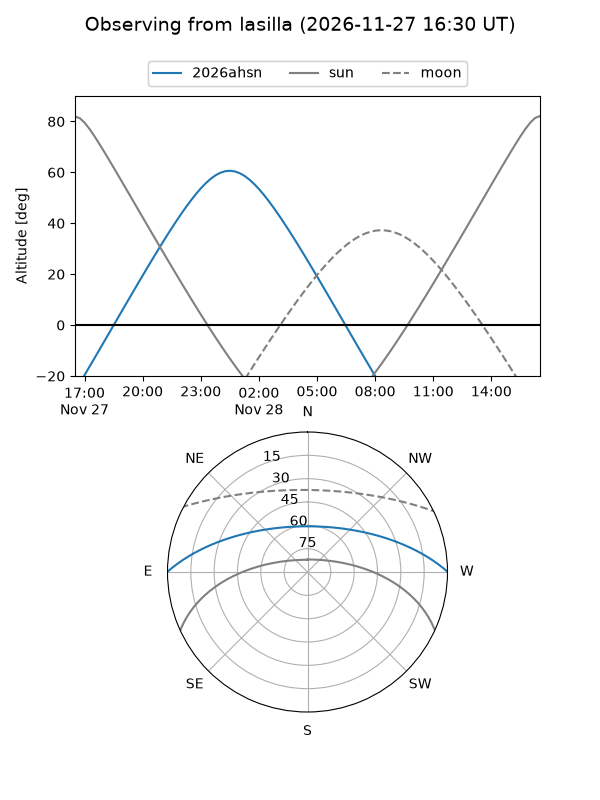 Observing from lasilla (2026-11-27 16:30 UT)
2026ahsn sun moon
Altitude [deg]
80
60
40
20
0
−20
17:00 20:00 23:00 02:00 05:00 08:00 11:00 14:00
Nov 27 Nov 28
N
NE NW
15
30
45
60
75
E W
SE SW
S